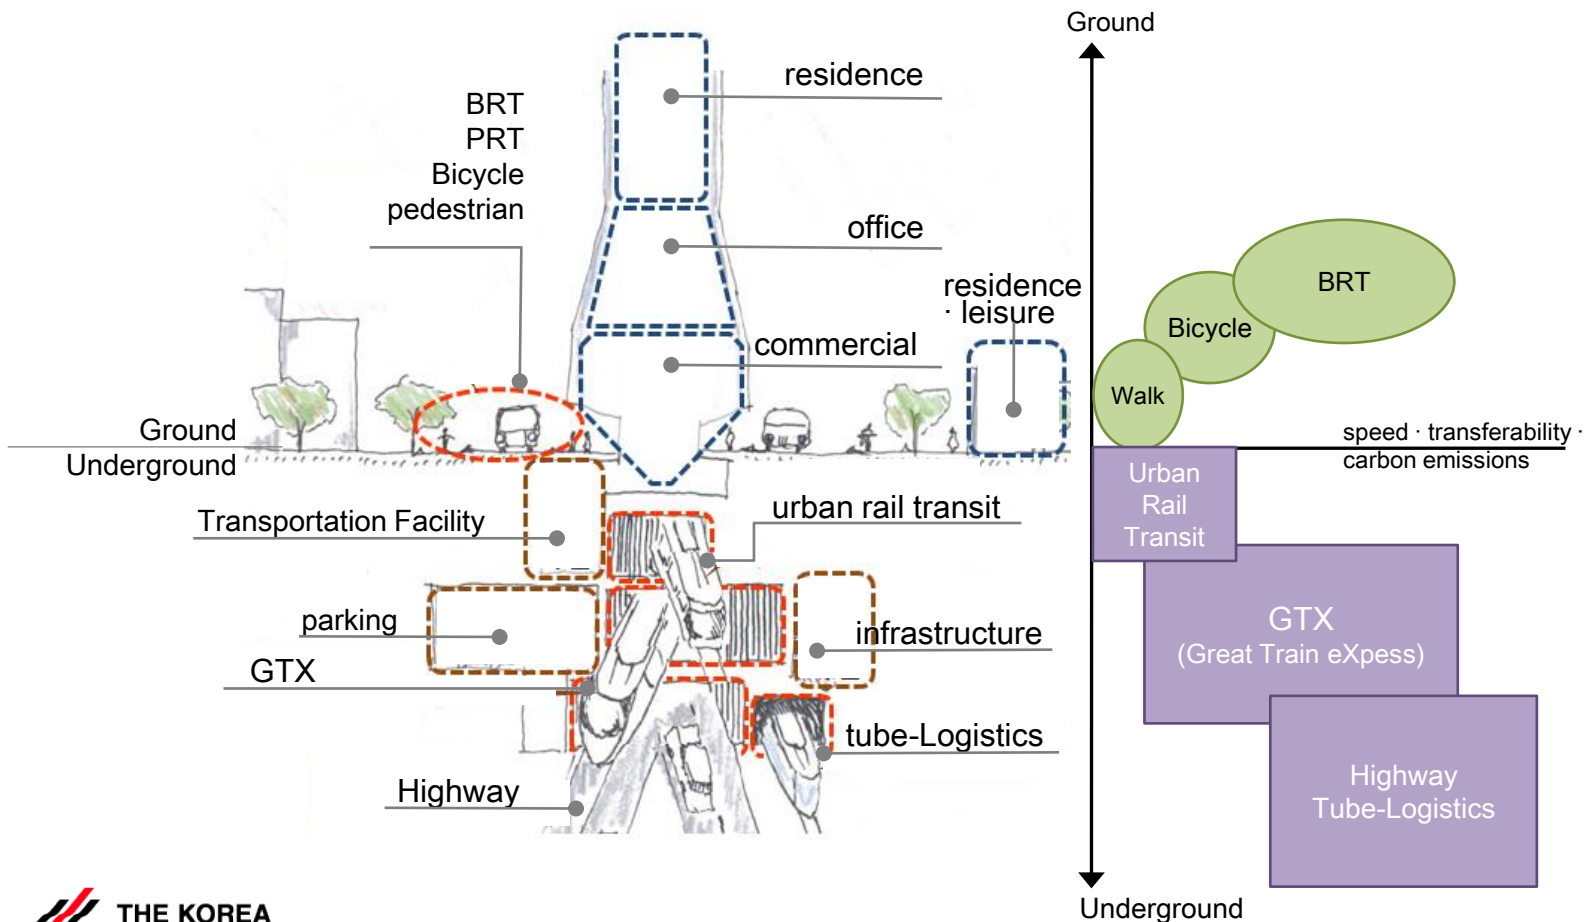 Ground
residence
BRT
PRT
Bicycle
pedestrian
office
residence
· leisure
commercial
BRT
Bicycle
Walk
Ground
Underground
speed · transferability ·
carbon emissions
Urban
Rail
Transit
Transportation Facility
urban rail transit
parking
infrastructure
GTX
GTX
(Great Train eXpess)
tube-Logistics
Highway
Highway
Tube-Logistics
Underground
THE KOREA